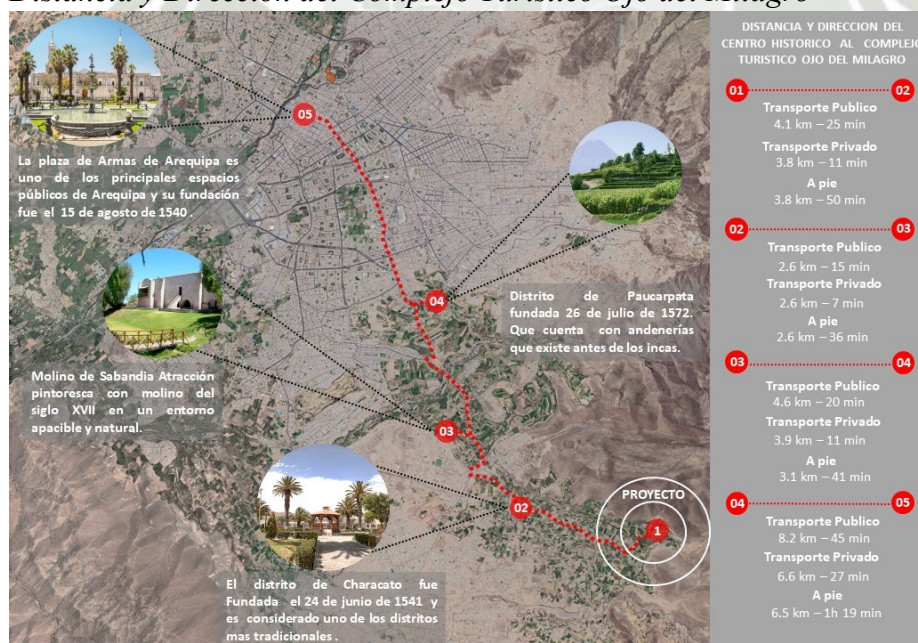 Distancia y Dirección del Complejo Turístico Ojo del Milagro
05
La plaza de Armas de Arequipa es
uno de los principales espacios
públicos de Arequipa y su fundación
fue el 15 de agosto de 1540 .
04
Distrito de Paucarpata
fundada 26 de julio de 1572.
Que cuenta con andenerías
que existe antes de los incas.
Molino de Sabandìa Atracción
pintoresca con molino del
siglo XVII en un entorno
apacible y natural.
03
02
PROYECTO
1
El distrito de Characato fue
Fundada el 24 de junio de 1541 y
es considerado uno de los distritos
mas tradicionales .
DISTANCIA Y DIRECCION DEL
CENTRO HISTORICO AL COMPLEJO
TURISTICO OJO DEL MILAGRO
01 02
Transporte Publico
4.1 km – 25 min
Transporte Privado
3.8 km – 11 min
A pie
3.8 km – 50 min
02 03
Transporte Publico
2.6 km – 15 min
Transporte Privado
2.6 km – 7 min
A pie
2.6 km – 36 min
03 04
Transporte Publico
4.6 km – 20 min
Transporte Privado
3.9 km – 11 min
A pie
3.1 km – 41 min
04 05
Transporte Publico
8.2 km – 45 min
Transporte Privado
6.6 km – 27 min
A pie
6.5 km – 1h 19 min